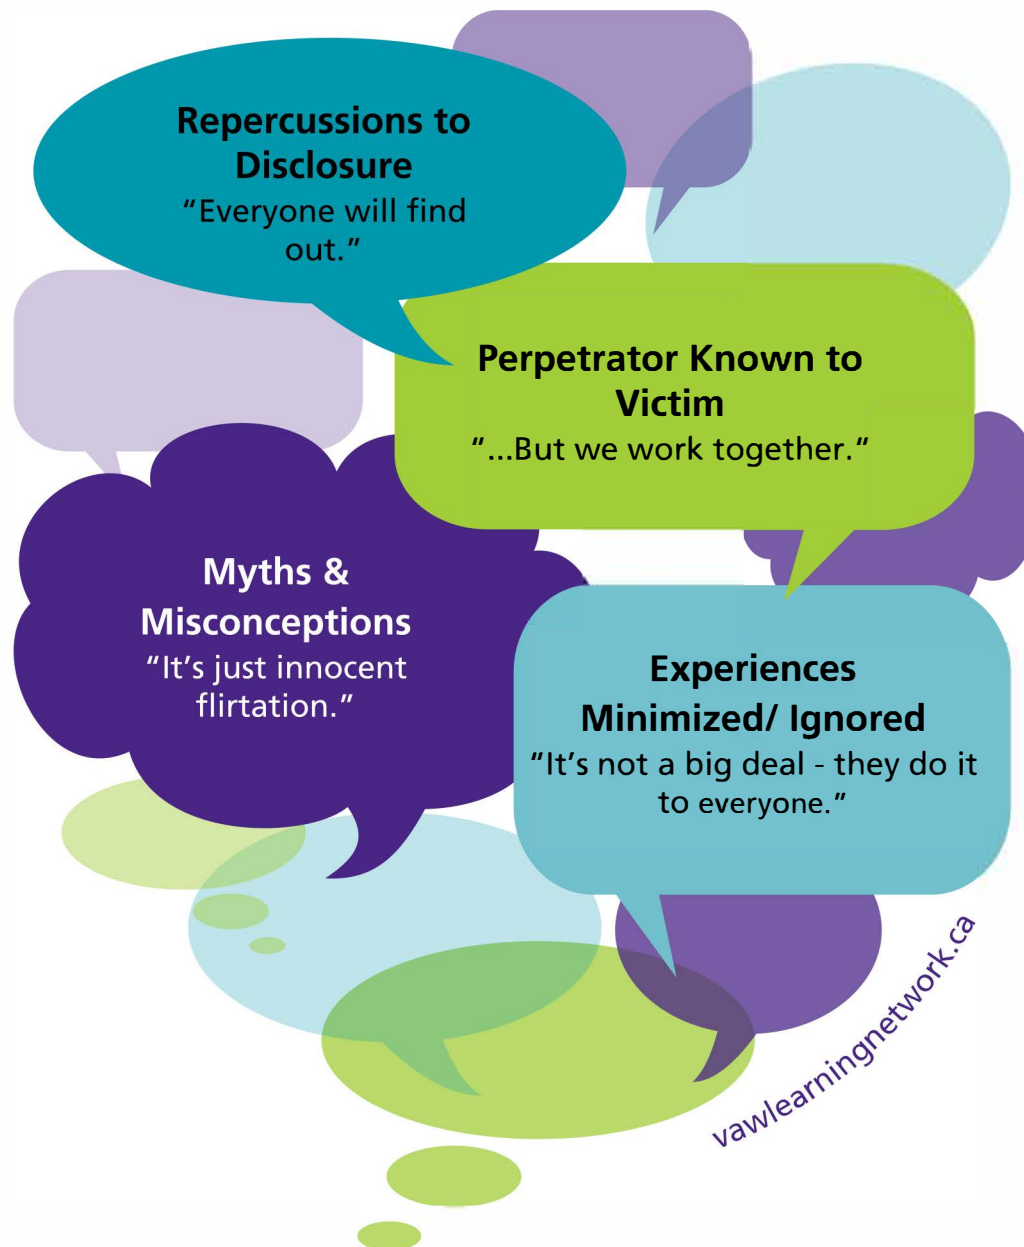 Repercussions to
Disclosure
"Everyone will find
out."
Perpetrator Known to
Victim
"...But we work together."
Myths &
Misconceptions
"It's just innocent
flirtation."
Experiences
Minimized/ Ignored
"It's not a big deal - they do it
to everyone."
vawlearningnetwork.ca